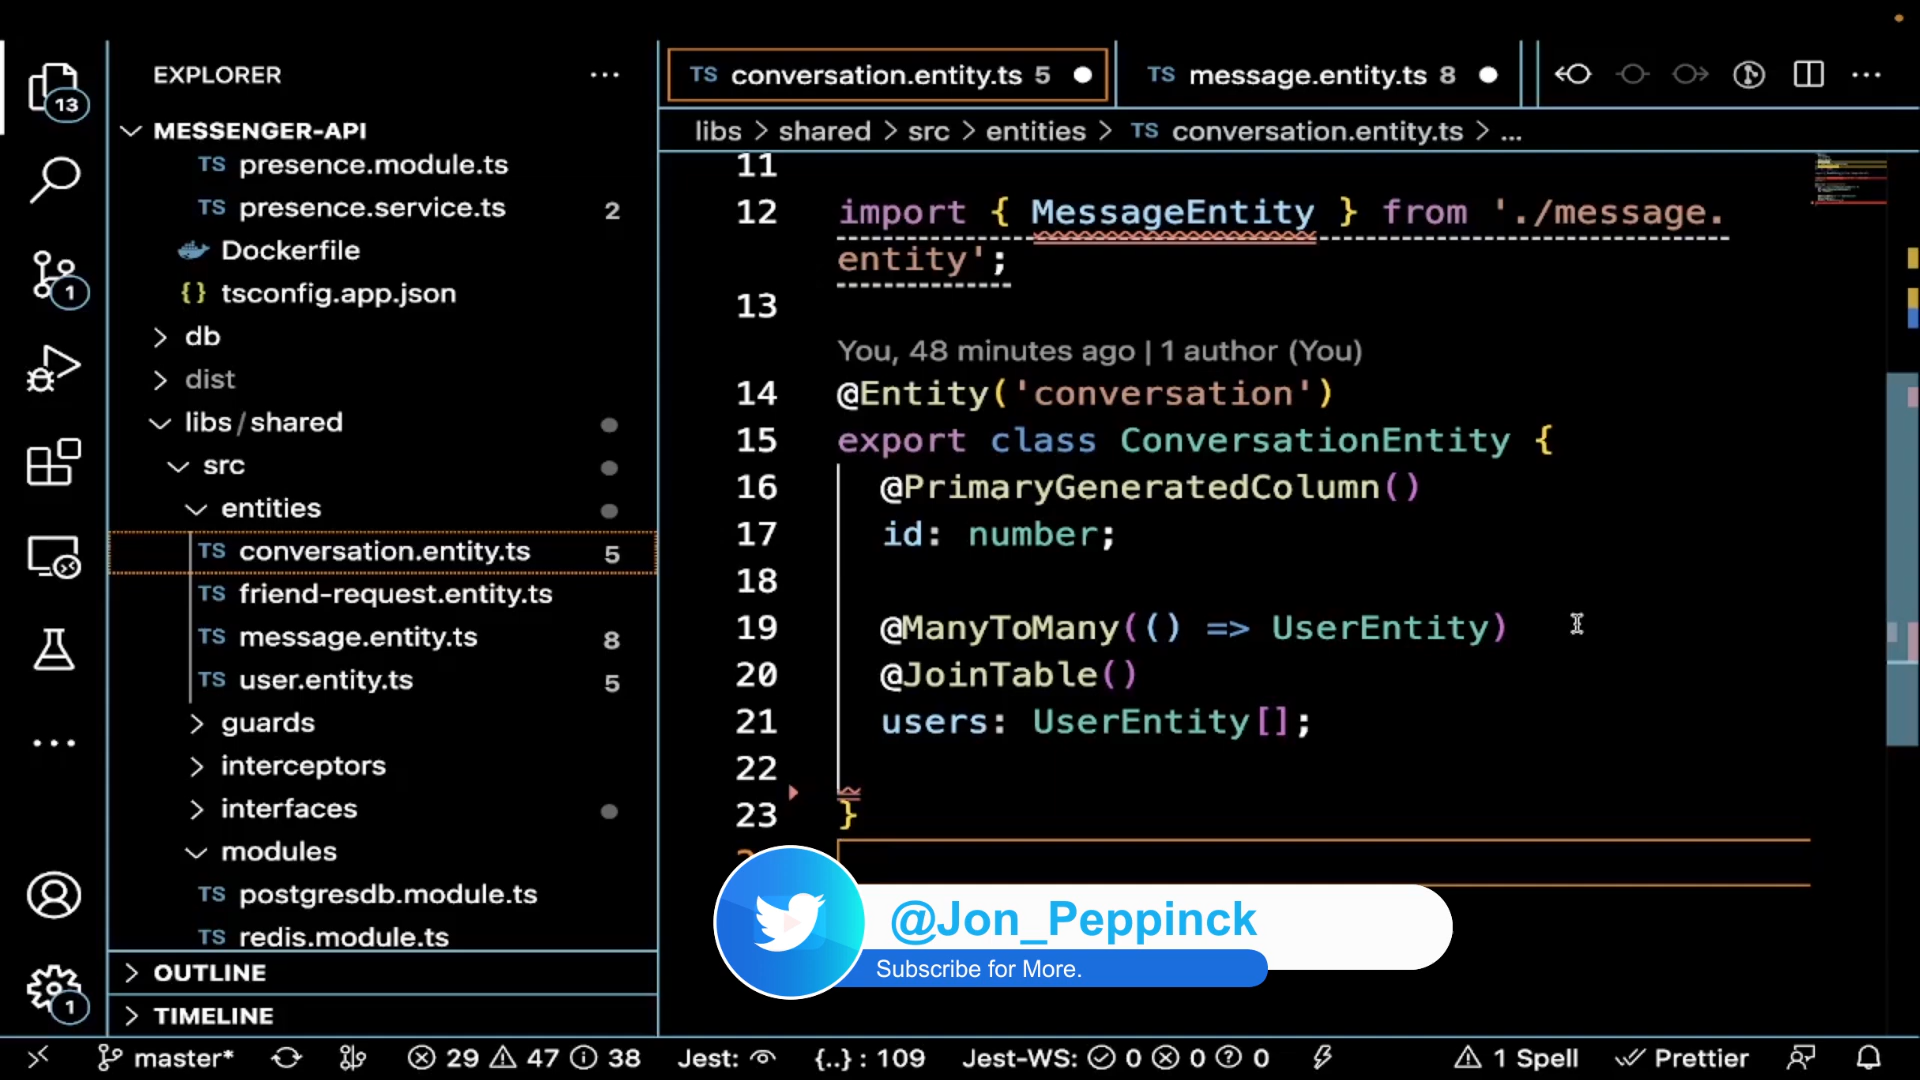 EXPLORER
13
MESSENGER-API
TS presence.module.ts
TS presence.service.ts 2
Dockerfile
{} tsconfig.app.json
1
db
dist
libs/shared
src
entities
TS conversation.entity.ts 5
TS friend-request.entity.ts
TS message.entity.ts 8
TS user.entity.ts 5
guards
interceptors
interfaces
modules
TS postgresdb.module.ts
TS redis.module.ts
OUTLINE
1
TIMELINE
TS conversation.entity.ts 5
TS message.entity.ts 8
libs > shared > src > entities > TS conversation.entity.ts > ...
11
12 import { MessageEntity } from './message.
entity';
13
You, 48 minutes ago | 1 author (You)
14 @Entity('conversation')
15 export class ConversationEntity {
16 @PrimaryGeneratedColumn()
17 id: number;
18
19 @ManyToMany(() => UserEntity)
20 @JoinTable()
21 users: UserEntity[];
22
23 }
@Jon_Peppinck
Subscribe for More.
master* 29 47 38 Jest: {..} : 109 Jest-WS: 0 0 0 1 Spell Prettier